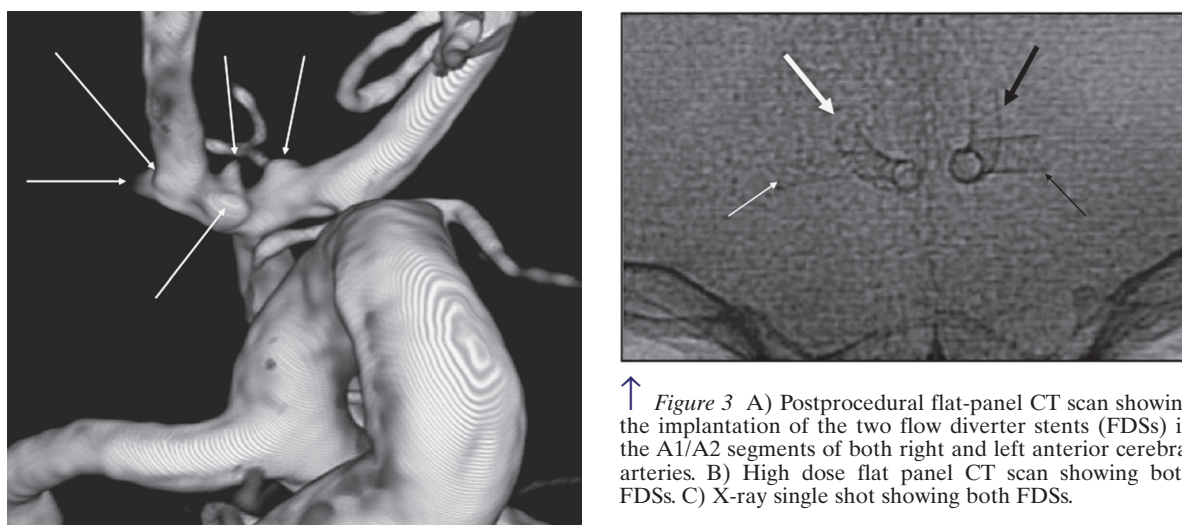 Figure 3 A) Postprocedural flat-panel CT scan showin
the implantation of the two flow diverter stents (FDSs) i
the A1/A2 segments of both right and left anterior cerebra
arteries. B) High dose flat panel CT scan showing bot
FDSs. C) X-ray single shot showing both FDSs.